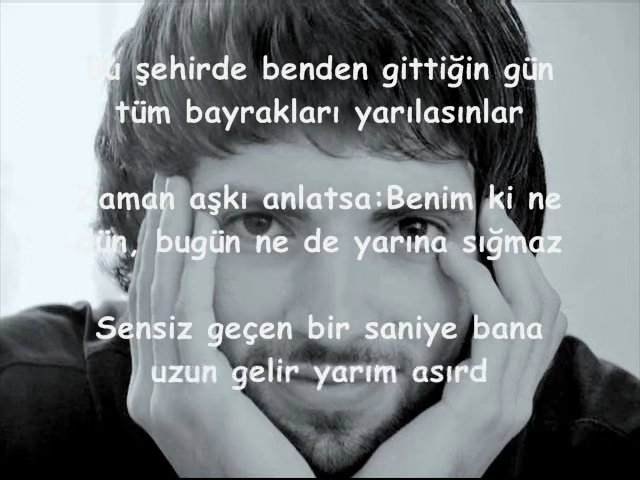 Bu şehirde benden gittiğin gün
tüm bayrakları yarılasınlar
Zaman aşkı anlatsa:Benim ki ne
dün, bugün ne de yarına sığmaz
Sensiz geçen bir saniye bana
uzun gelir yarım asırd